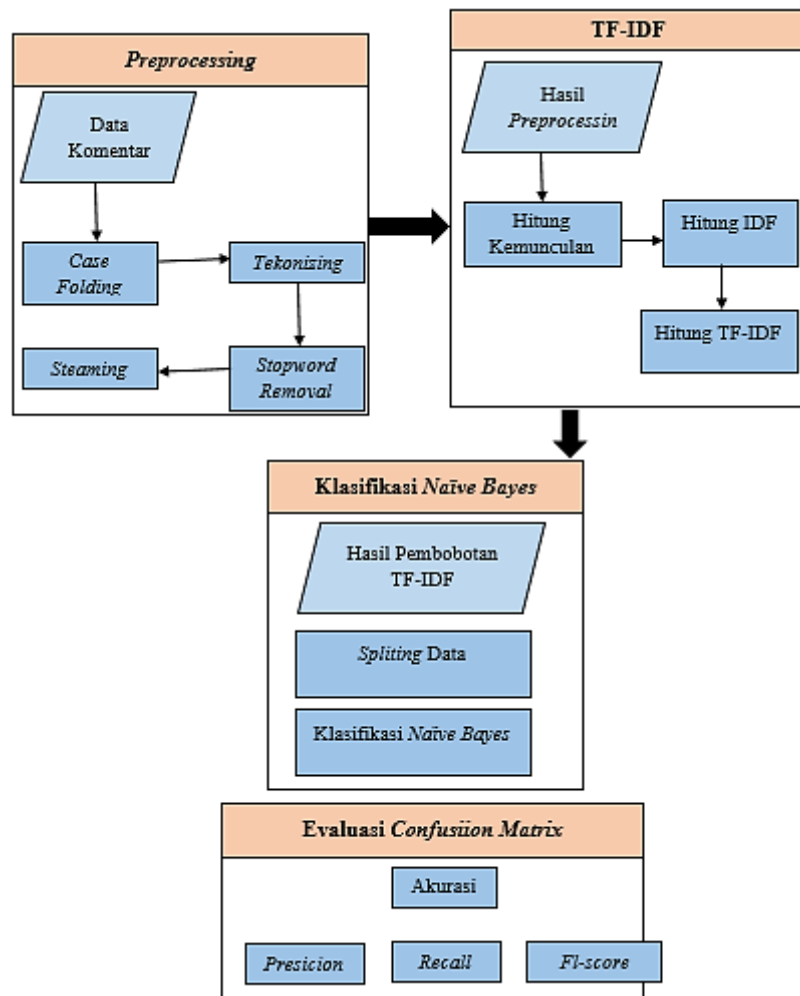 Preprocessing
Data
Komentar
Case
Folding
Tekonizing
Stopword
Removal
Steaming
TF-IDF
Hasil
Preprocessin
Hitung
Kemunculan
Hitung IDF
Hitung TF-IDF
Klasifikasi Naïve Bayes
Hasil Pembobotan
TF-IDF
Spliting Data
Klasifikasi Naïve Bayes
Evaluasi Confusiion Matrix
Akurasi
Presicion
Recall
Fl-score